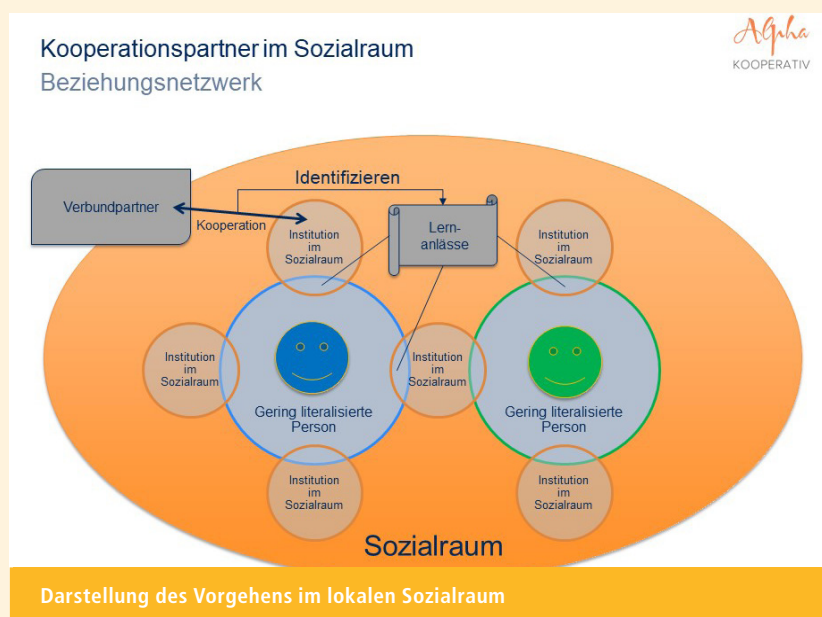 Kooperationspartner im Sozialraum
Beziehungsnetzwerk
Alpha
KOOPERATIV
Identifizieren
Verbundpartner
Kooperation
Institution
im
Sozialraum
Lern-
anlässe
Institution
im
Sozialraum
Institution
im
Sozialraum
Gering literalisierte
Person
Institution
im
Sozialraum
Gering literalisierte
Person
Institution
im
Sozialraum
Institution
im
Sozialraum
Sozialraum
Darstellung des Vorgehens im lokalen Sozialraum